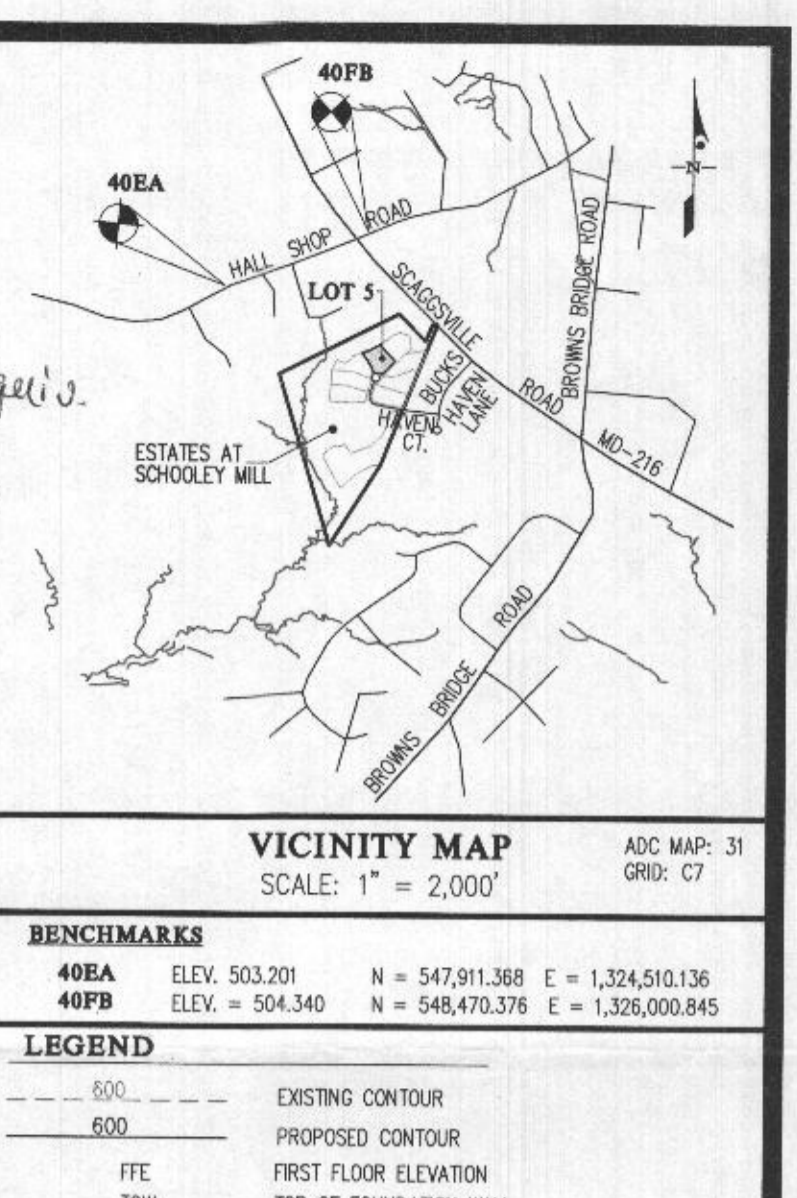 40FB
40EA
N
HALL SHOP ROAD
BROWNS BRIDGE ROAD
LOT 5
SCAGGSVILLE ROAD
BUCKS HAVEN LANE
HAVEN CT.
MD-216
ESTATES AT
SCHOOLEY MILL
BROWNS BRIDGE ROAD
VICINITY MAP
SCALE: 1" = 2,000'
ADC MAP: 31
GRID: C7
BENCHMARKS
40EA ELEV. 503.201 N = 547,911.368 E = 1,324,510.136
40FB ELEV. = 504.340 N = 548,470.376 E = 1,326,000.845
LEGEND
600 EXISTING CONTOUR
600 PROPOSED CONTOUR
FFE FIRST FLOOR ELEVATION